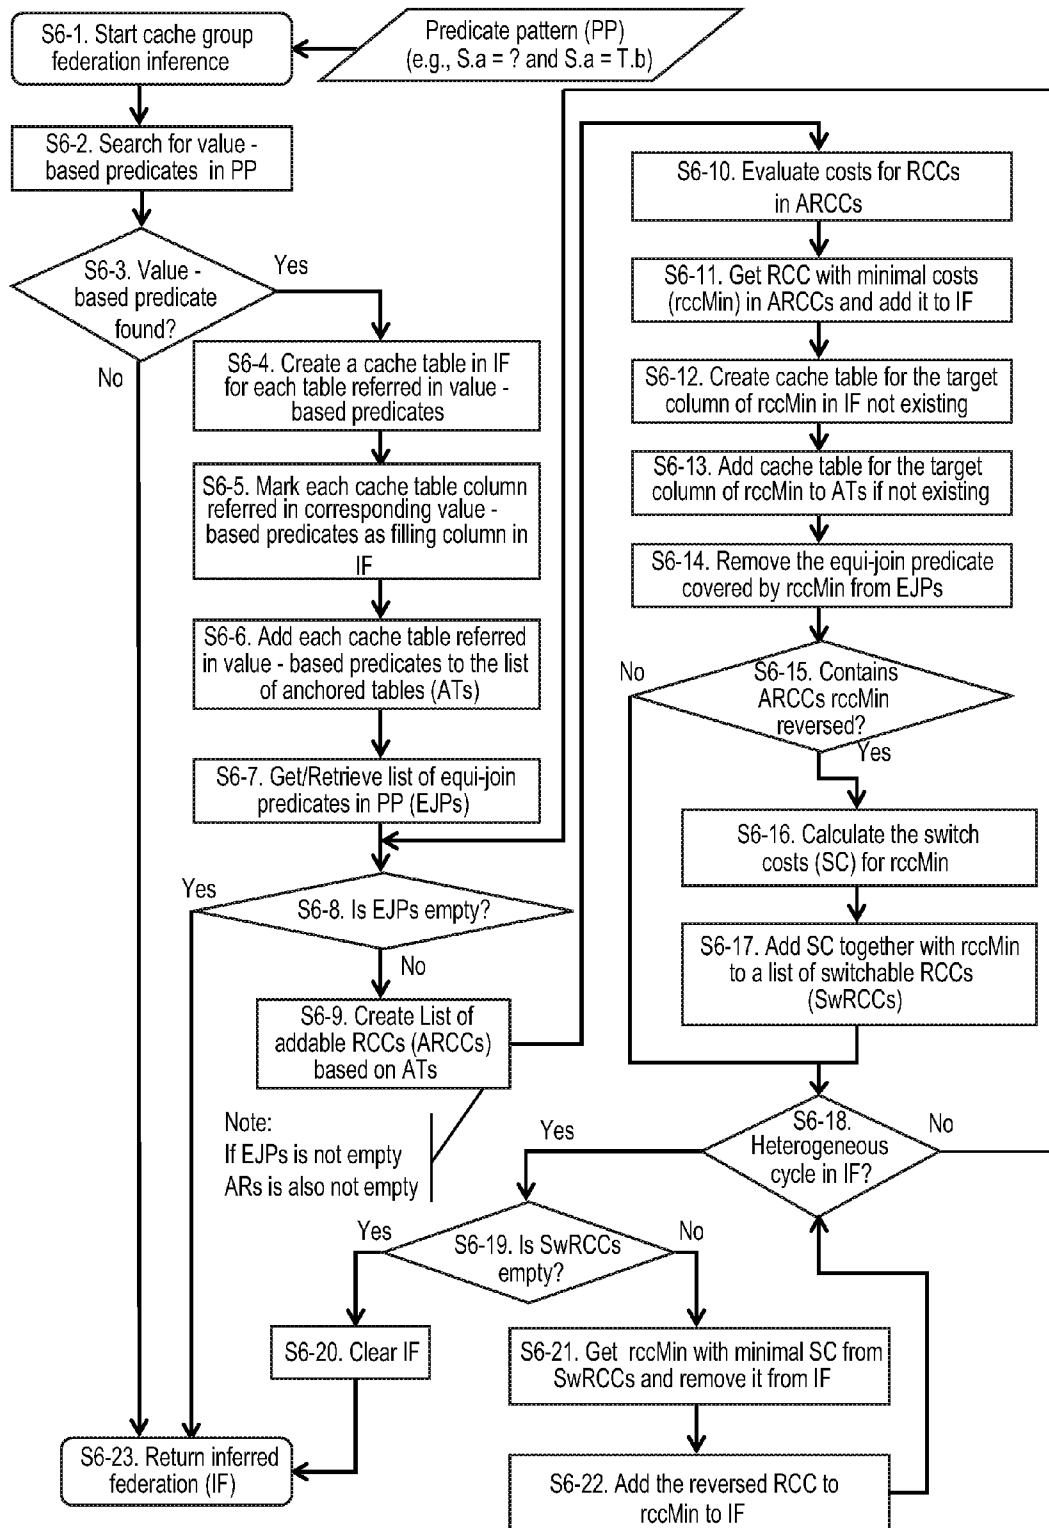 S6-1. Start cache group
federation inference
Predicate pattern (PP)
(e.g., S.a = ? and S.a = T.b)
S6-2. Search for value -
based predicates in PP
S6-3. Value -
based predicate
found?
Yes
No
S6-4. Create a cache table in IF
for each table referred in value -
based predicates
S6-5. Mark each cache table column
referred in corresponding value -
based predicates as filling column in
IF
S6-6. Add each cache table referred
in value - based predicates to the list
of anchored tables (ATs)
S6-7. Get/Retrieve list of equi-join
predicates in PP (EJPs)
Yes
S6-8. Is EJPs empty?
No
S6-9. Create List of
addable RCCs (ARCCs)
based on ATs
Note:
If EJPs is not empty
ARs is also not empty
S6-10. Evaluate costs for RCCs
in ARCCs
S6-11. Get RCC with minimal costs
(rccMin) in ARCCs and add it to IF
S6-12. Create cache table for the target
column of rccMin in IF not existing
S6-13. Add cache table for the target
column of rccMin to ATs if not existing
S6-14. Remove the equi-join predicate
covered by rccMin from EJPs
No
S6-15. Contains
ARCCs rccMin
reversed?
Yes
S6-16. Calculate the switch
costs (SC) for rccMin
S6-17. Add SC together with rccMin
to a list of switchable RCCs
(SwRCCs)
Yes
S6-18.
Heterogeneous
cycle in IF?
No
Yes
S6-19. Is SwRCCs
empty?
No
S6-20. Clear IF
S6-21. Get rccMin with minimal SC from
SwRCCs and remove it from IF
S6-22. Add the reversed RCC to
rccMin to IF
S6-23. Return inferred
federation (IF)